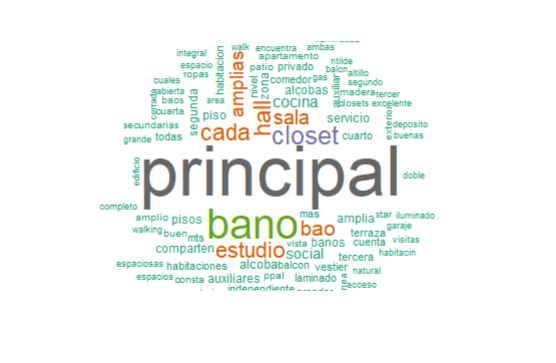 integral walk encuentra ambas
espacio apartamento ntilde
ropas habitacion amplias nivel zona patio privado balcn altillo
cuales comedor gas auxiliar segundo
abierta alcobas madera tercer
cerrada baos area hall cocina closets excelente
cuarta segunda piso sala servicio exterior deposito
secundarias cada closet cuarto buenas
grande todas
edificio principal doble
completo
amplio pisos bano mas amplia star iluminado
walking buen bao terraza garaje
mts estudio vista banos cuenta visitas
comparten social tercera habitacin
espaciosas habitaciones alcoba balcon vestier natural
espacios consta auxiliares ppal laminado acceso
independiente